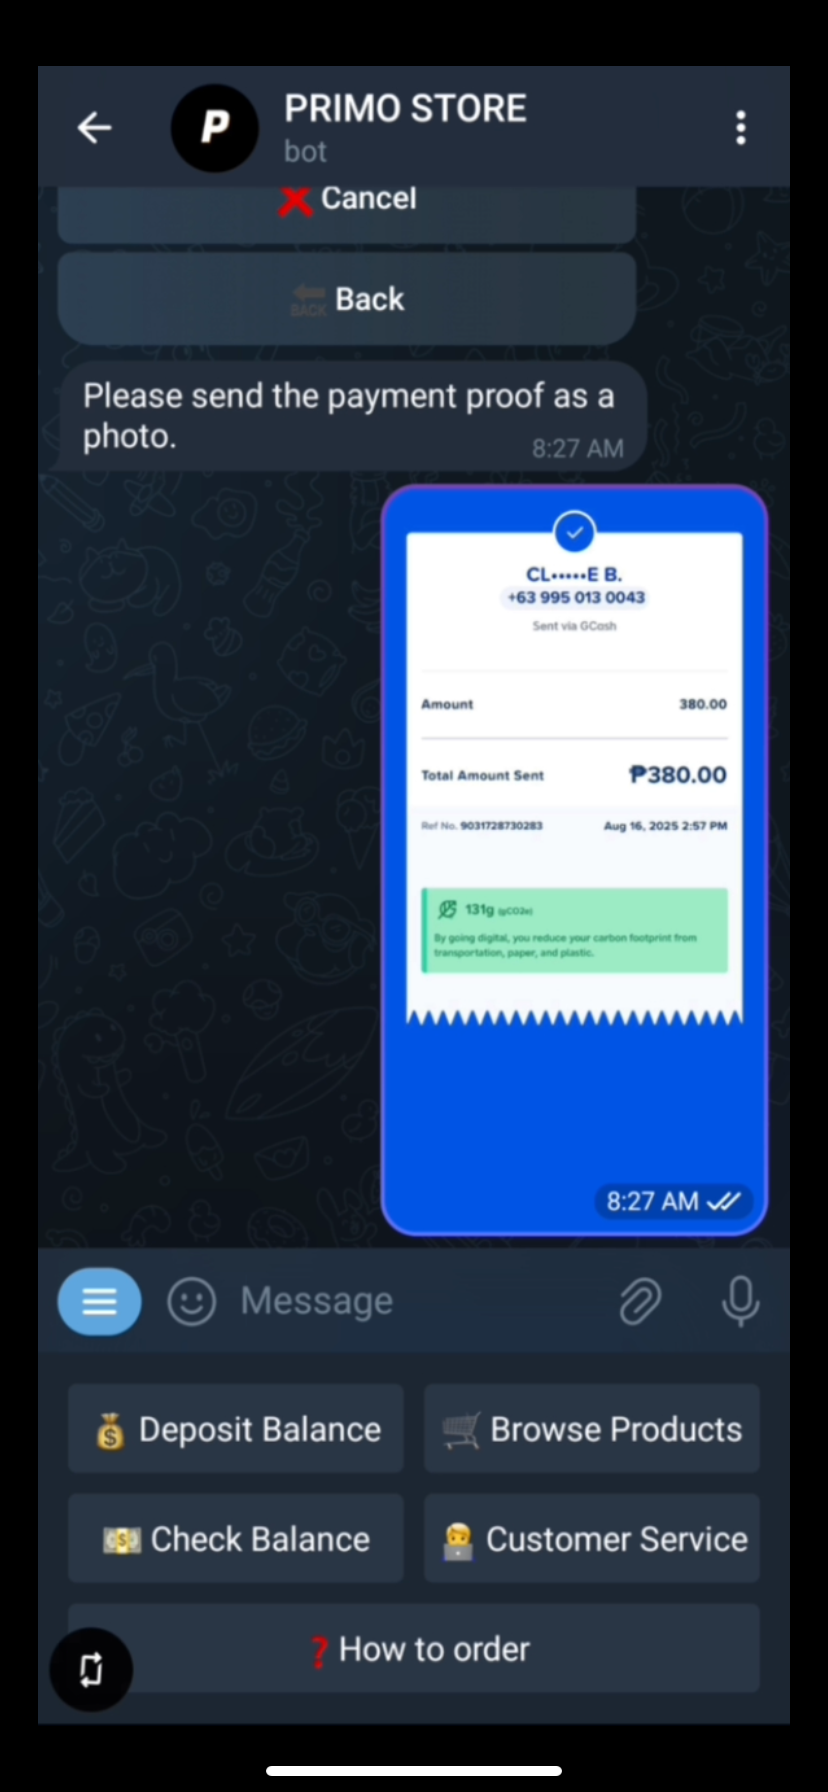 PRIMO STORE
bot
❌ Cancel
BACK Back
Please send the payment proof as a
photo.
8:27 AM
CL•••••E B.
+63 995 013 0043
Sent via GCash
Amount 380.00
Total Amount Sent ₱380.00
Ref No. 9031728730283 Aug 16, 2025 2:57 PM
131g (gCO2e)
By going digital, you reduce your carbon footprint from
transportation, paper, and plastic.
8:27 AM
Message
Deposit Balance
Browse Products
Check Balance
Customer Service
❓ How to order